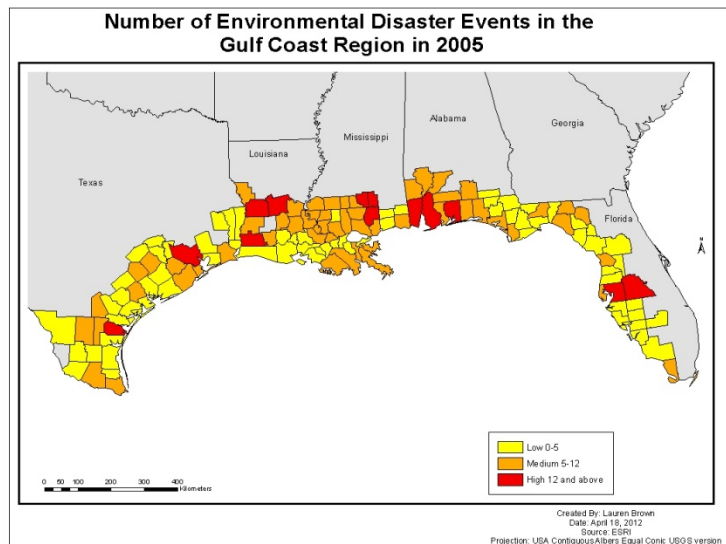 Number of Environmental Disaster Events in the
Gulf Coast Region in 2005
Texas
Louisiana
Mississippi
Alabama
Georgia
Florida
N
Low 0-5
Medium 5-12
High 12 and above
0 50 100 200 300 400
Kilometers
Created By: Lauren Brown
Date: April 18, 2012
Source: ESRI
Projection: USA Contiguous Albers Equal Conic USGS version